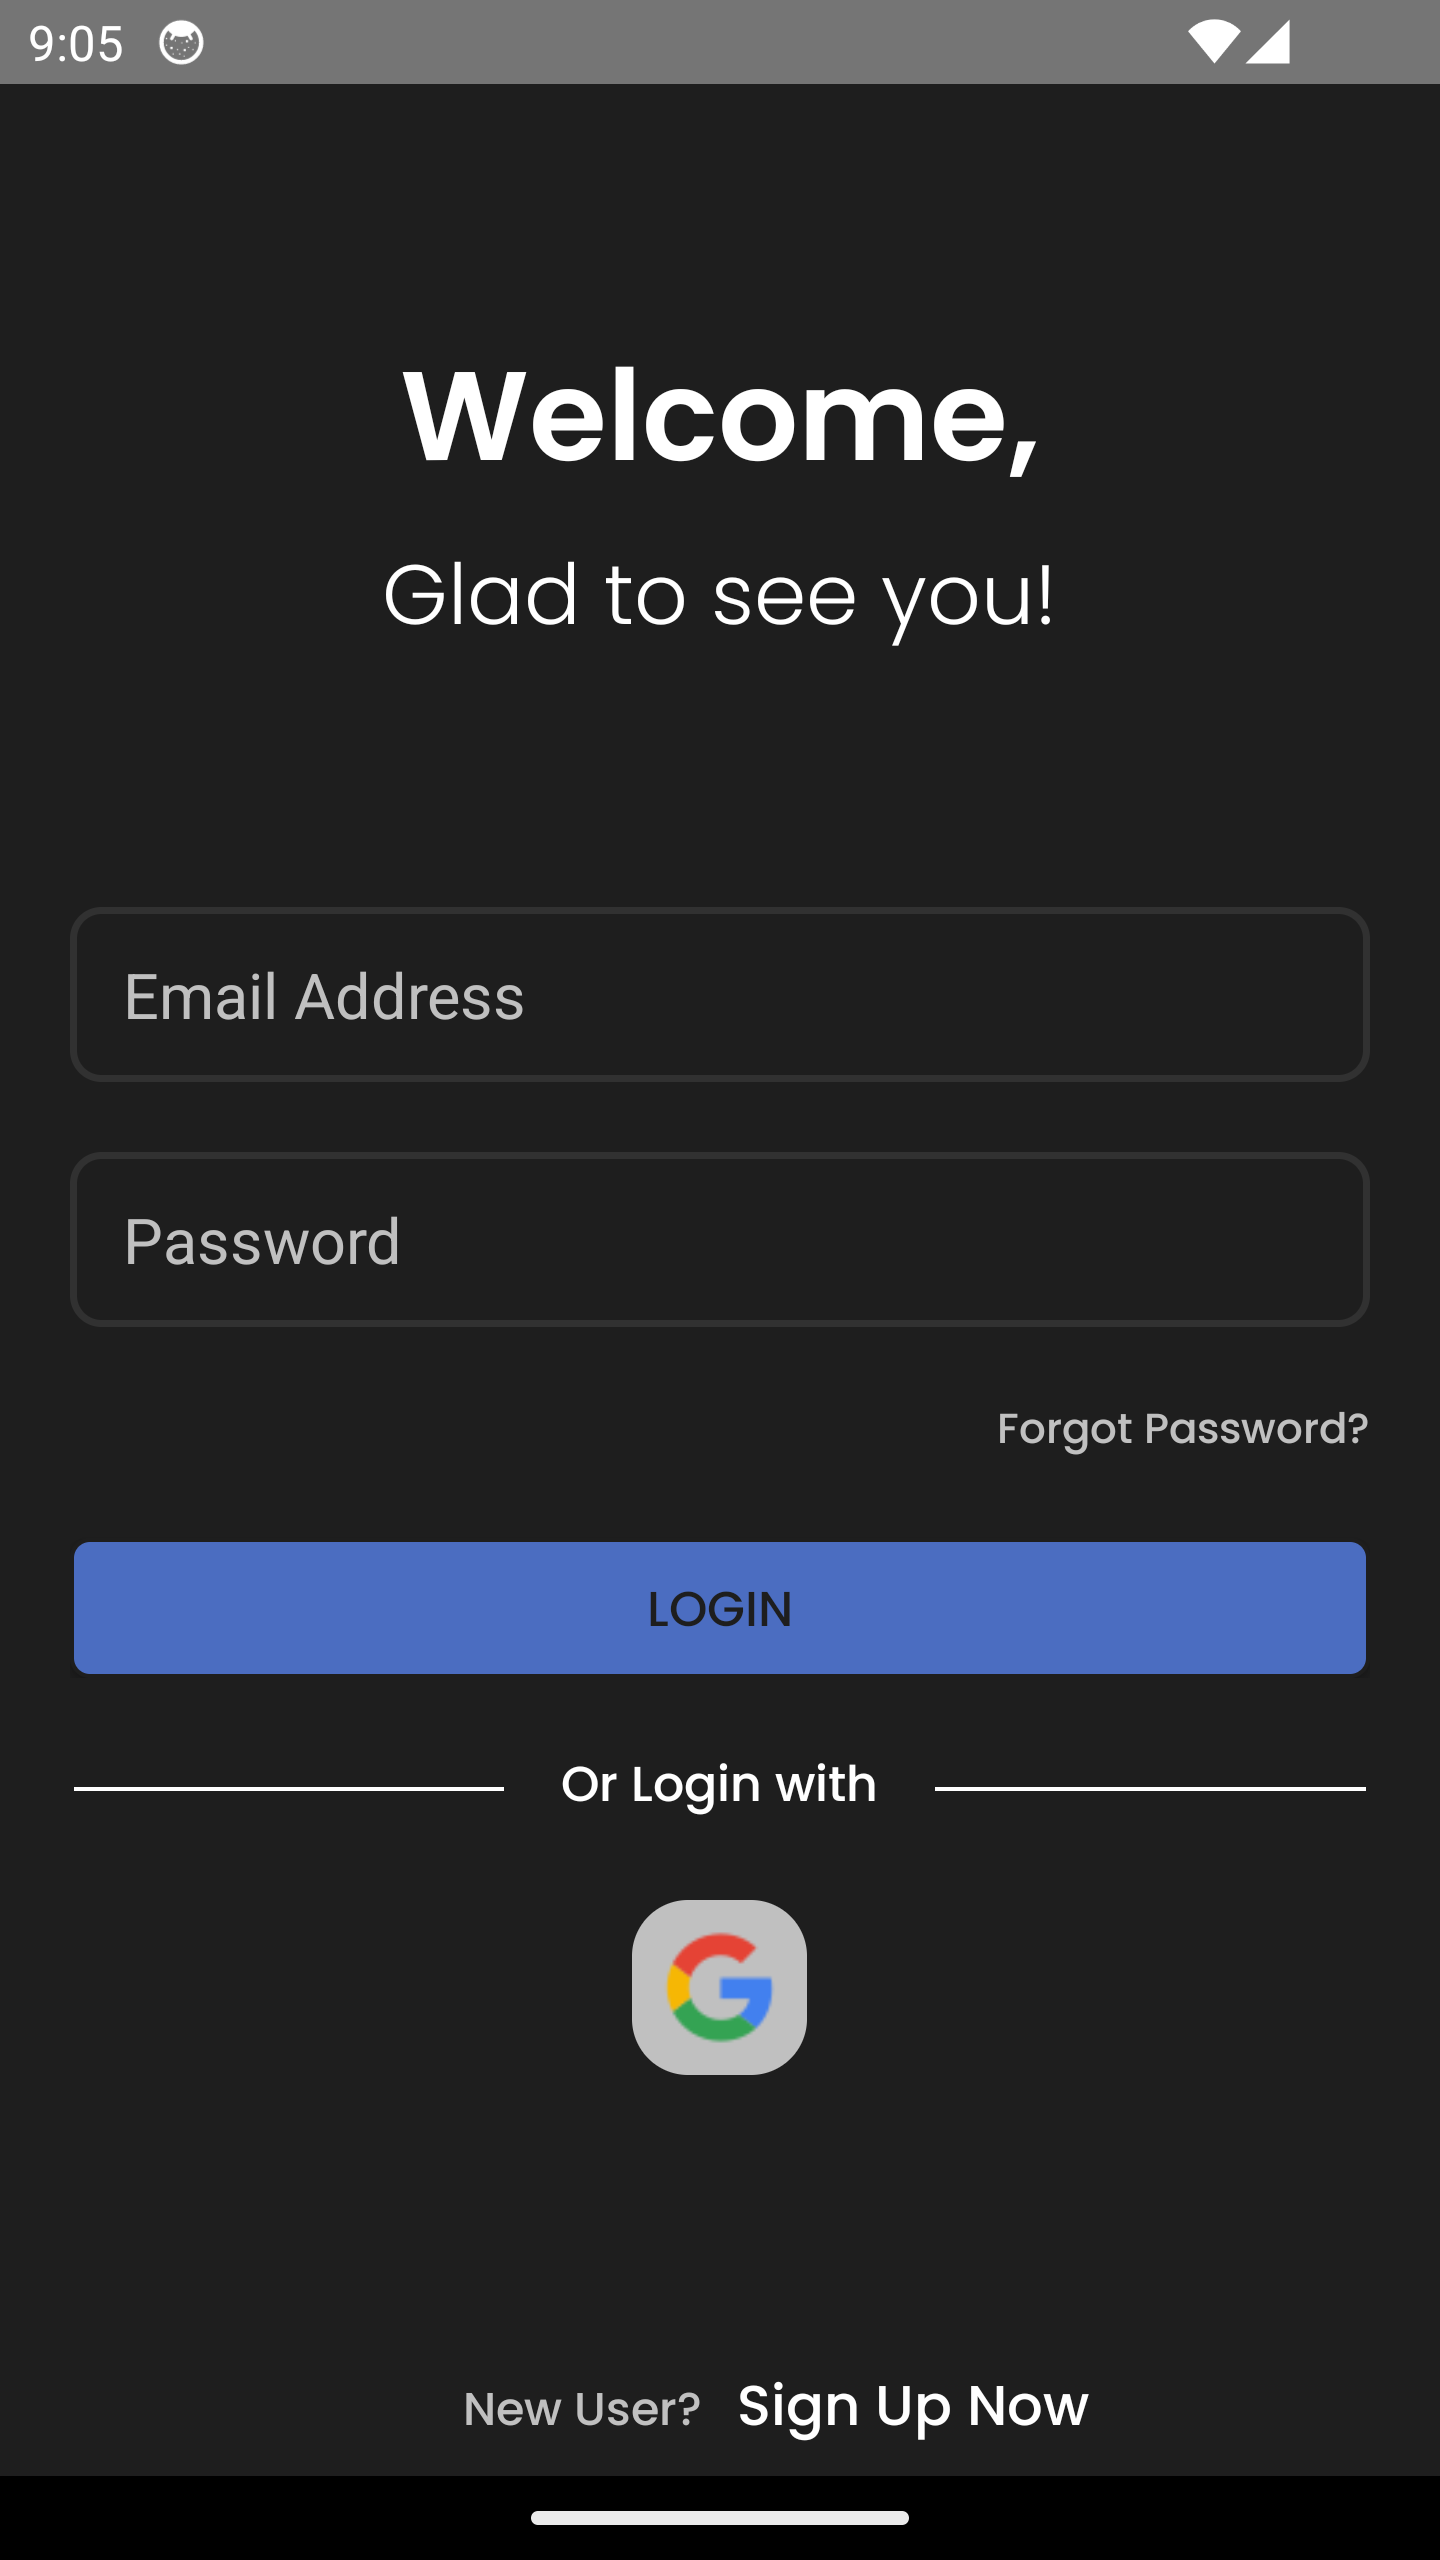 9:05
Welcome,
Glad to see you!
Email Address
Password
Forgot Password?
LOGIN
Or Login with
New User? Sign Up Now